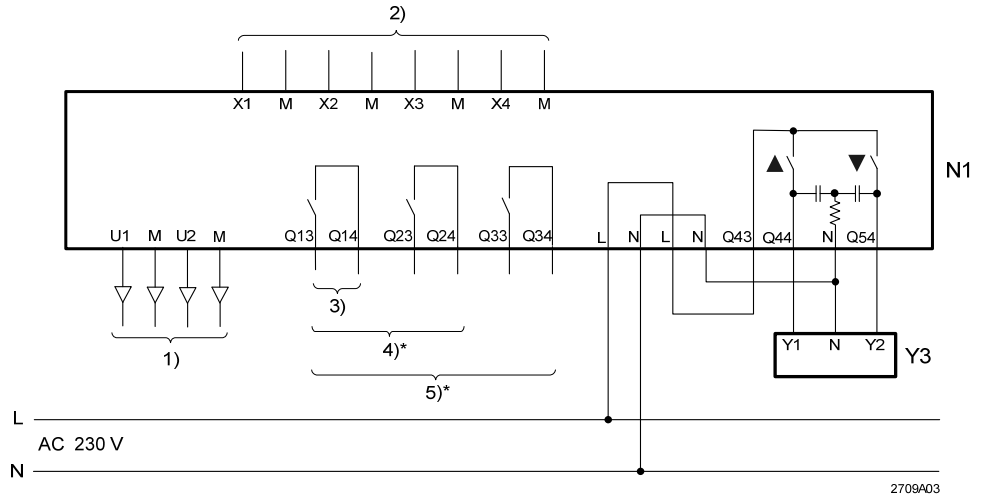 2)
X1 M X2 M X3 M X4 M
N1
U1 M U2 M Q13 Q14 Q23 Q24 Q33 Q34 L N L N Q43 Q44 N Q54
3)
1)
4)*
5)*
Y1 N Y2
Y3
L
AC 230 V
N
2709A03